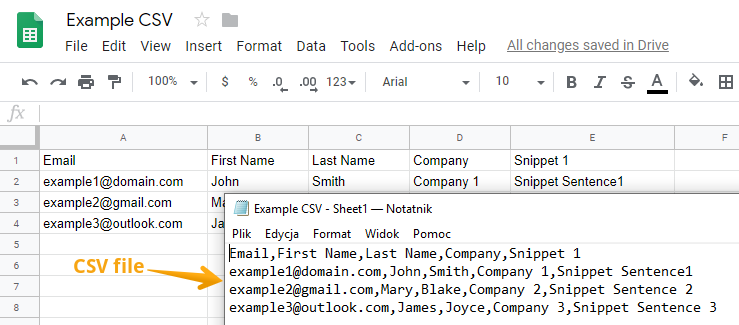 Example CSV
File Edit View Insert Format Data Tools Add-ons Help All changes saved in Drive
100% $ % .0 .00 123 Arial 10 B I S A
fx
A B C D E F
1 Email First Name Last Name Company Snippet 1
2 example1@domain.com John Smith Company 1 Snippet Sentence1
3 example2@gmail.com Ma
4 example3@outlook.com Ja
5
6
7
8
CSV file
Example CSV - Sheet1 — Notatnik
Plik Edycja Format Widok Pomoc
Email,First Name,Last Name,Company,Snippet 1
example1@domain.com,John,Smith,Company 1,Snippet Sentence1
example2@gmail.com,Mary,Blake,Company 2,Snippet Sentence 2
example3@outlook.com,James,Joyce,Company 3,Snippet Sentence 3